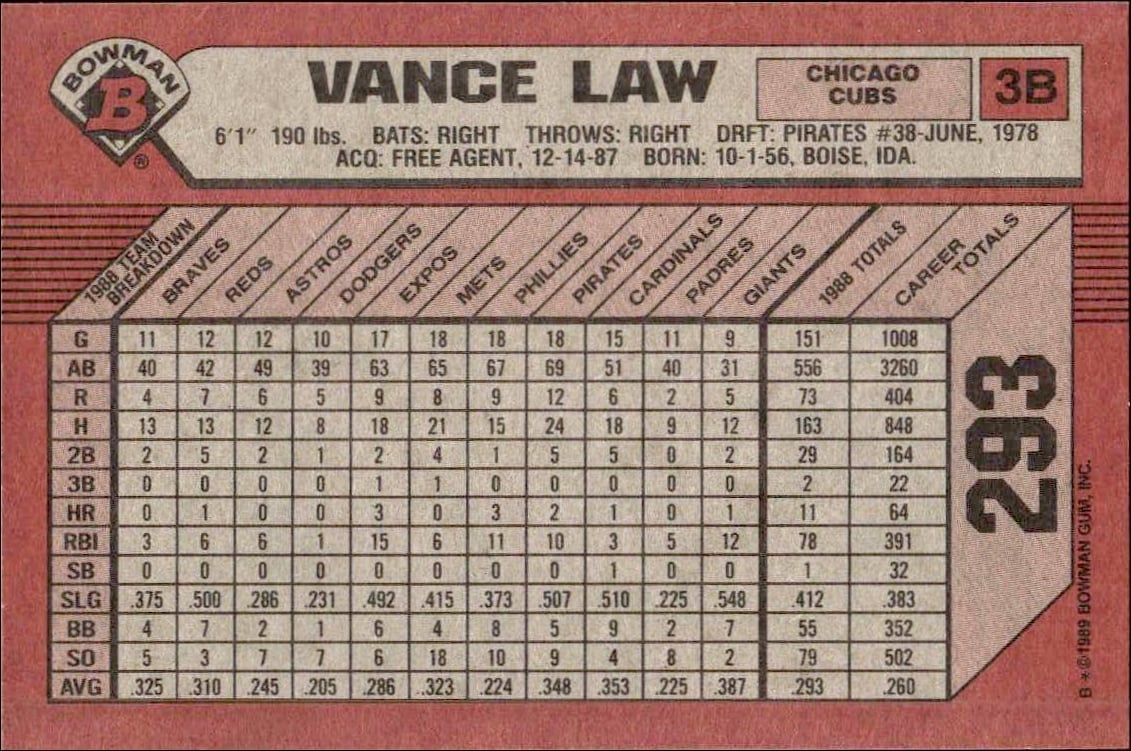 BOWMAN
B
®
VANCE LAW
CHICAGO
CUBS
3B
6'1" 190 lbs. BATS: RIGHT THROWS: RIGHT DRFT: PIRATES #38-JUNE, 1978
ACQ: FREE AGENT, 12-14-87 BORN: 10-1-56, BOISE, IDA.
1988 TEAM
BREAKDOWN
BRAVES
REDS
ASTROS
DODGERS
EXPOS
METS
PHILLIES
PIRATES
CARDINALS
PADRES
GIANTS
1988 TOTALS
CAREER
TOTALS
G 11 12 12 10 17 18 18 18 15 11 9 151 1008
AB 40 42 49 39 63 65 67 69 51 40 31 556 3260
R 4 7 6 5 9 8 9 12 6 2 5 73 404
H 13 13 12 8 18 21 15 24 18 9 12 163 848
2B 2 5 2 1 2 4 1 5 5 0 2 29 164
3B 0 0 0 0 1 1 0 0 0 0 0 2 22
HR 0 1 0 0 3 0 3 2 1 0 1 11 64
RBI 3 6 6 1 15 6 11 10 3 5 12 78 391
SB 0 0 0 0 0 0 0 0 1 0 0 1 32
SLG .375 .500 .286 .231 .492 .415 .373 .507 .510 .225 .548 .412 .383
BB 4 7 2 1 6 4 8 5 9 2 7 55 352
SO 5 3 7 7 6 18 10 9 4 8 2 79 502
AVG .325 .310 .245 .205 .286 .323 .224 .348 .353 .225 .387 .293 .260
293
B *©1989 BOWMAN GUM, INC.